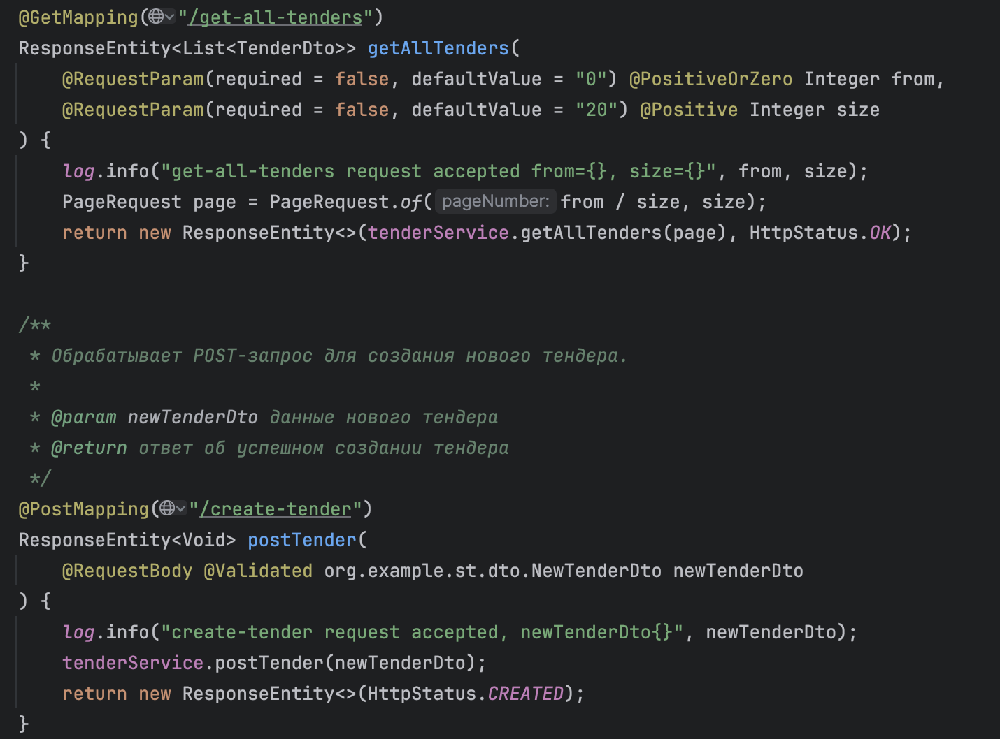 @GetMapping("/get-all-tenders")
ResponseEntity<List<TenderDto>> getAllTenders(
    @RequestParam(required = false, defaultValue = "0") @PositiveOrZero Integer from,
    @RequestParam(required = false, defaultValue = "20") @Positive Integer size
) {
    log.info("get-all-tenders request accepted from={}, size={}", from, size);
    PageRequest page = PageRequest.of( pageNumber: from / size, size);
    return new ResponseEntity<>(tenderService.getAllTenders(page), HttpStatus.OK);
}

/**
 * Обрабатывает POST-запрос для создания нового тендера.
 *
 * @param newTenderDto данные нового тендера
 * @return ответ об успешном создании тендера
 */
@PostMapping("/create-tender")
ResponseEntity<Void> postTender(
    @RequestBody @Validated org.example.st.dto.NewTenderDto newTenderDto
) {
    log.info("create-tender request accepted, newTenderDto{}", newTenderDto);
    tenderService.postTender(newTenderDto);
    return new ResponseEntity<>(HttpStatus.CREATED);
}